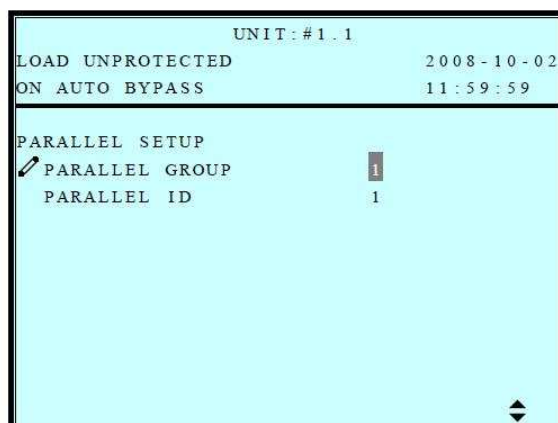 UNIT:#1.1
LOAD UNPROTECTED 2008-10-02
ON AUTO BYPASS 11:59:59
PARALLEL SETUP
PARALLEL GROUP 1
PARALLEL ID 1